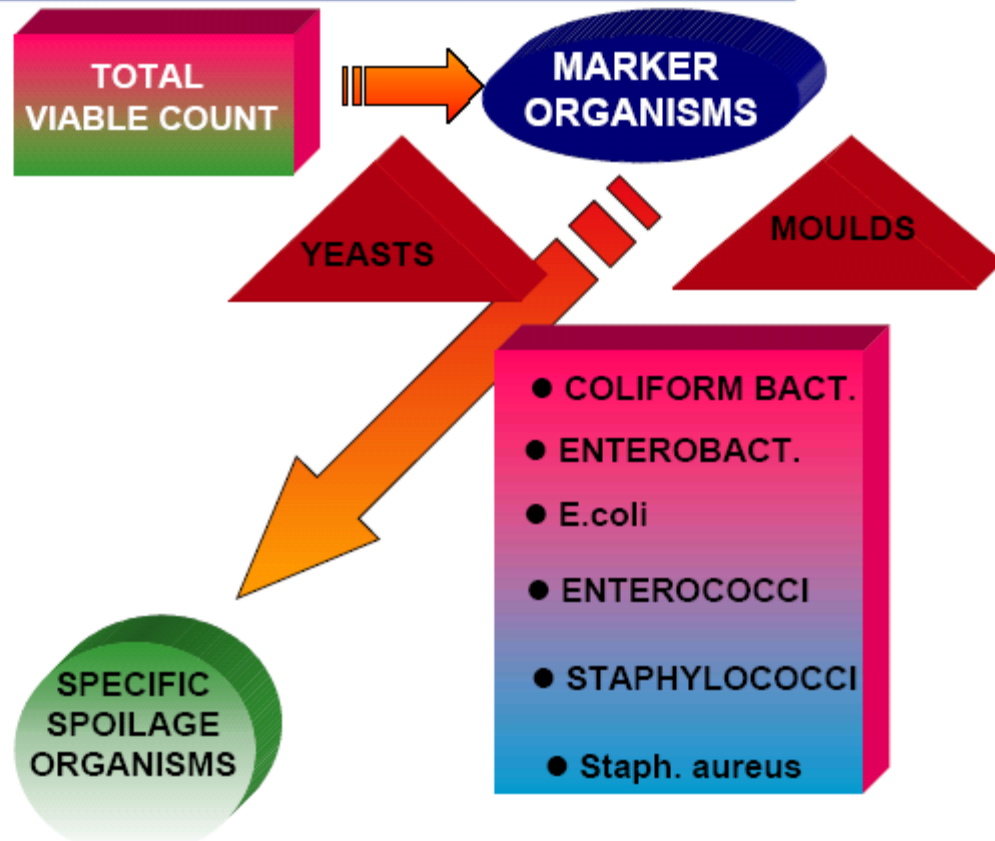 TOTAL
VIABLE COUNT
MARKER
ORGANISMS
YEASTS
MOULDS
● COLIFORM BACT.
● ENTEROBACT.
● E.coli
● ENTEROCOCCI
● STAPHYLOCOCCI
● Staph. aureus
SPECIFIC
SPOILAGE
ORGANISMS